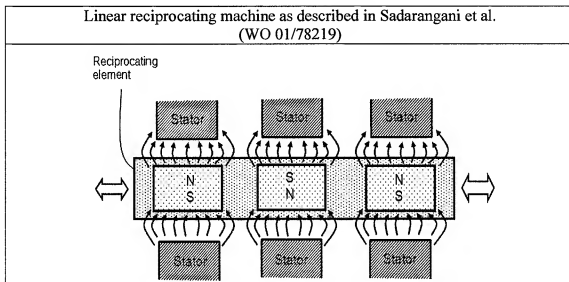 Linear reciprocating machine as described in Sadarangani et al.
(WO 01/78219)
Reciprocating
element
Stator Stator Stator
N S N
S N S
Stator Stator Stator